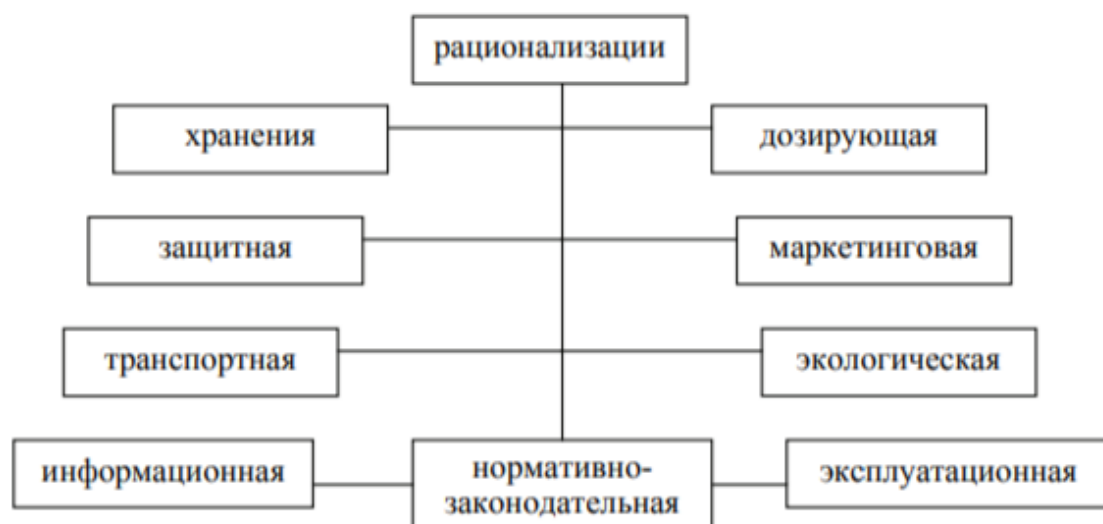 рационализации
хранения
дозирующая
защитная
маркетинговая
транспортная
экологическая
информационная
нормативно-
законодательная
эксплуатационная